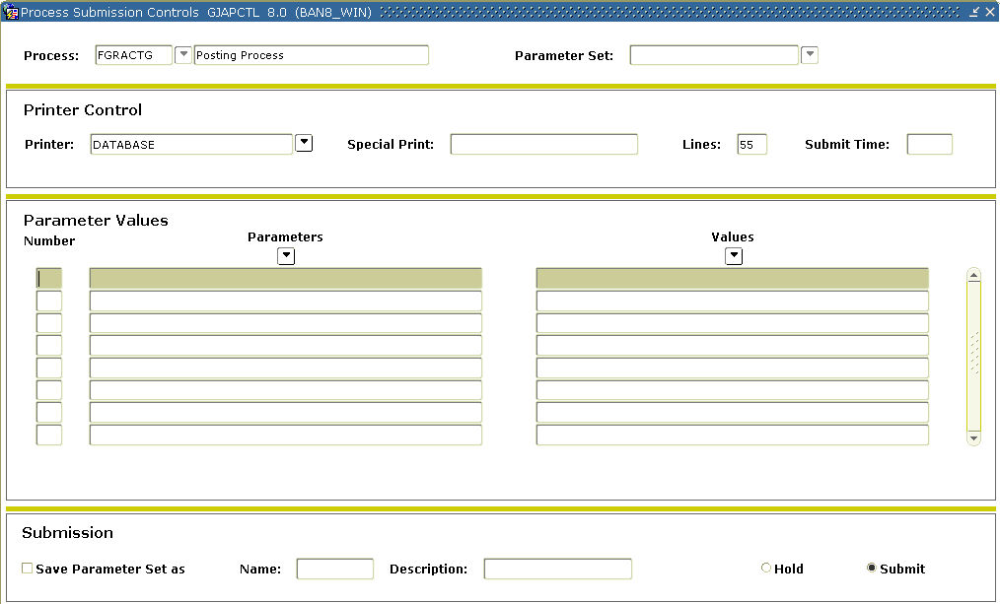 Process Submission Controls GJAPCTL 8.0 (BAN8_WIN)
Process: FGRACTG Posting Process Parameter Set:
Printer Control
Printer: DATABASE Special Print: Lines: 55 Submit Time:
Parameter Values
Number Parameters Values
Submission
Save Parameter Set as Name: Description: Hold Submit